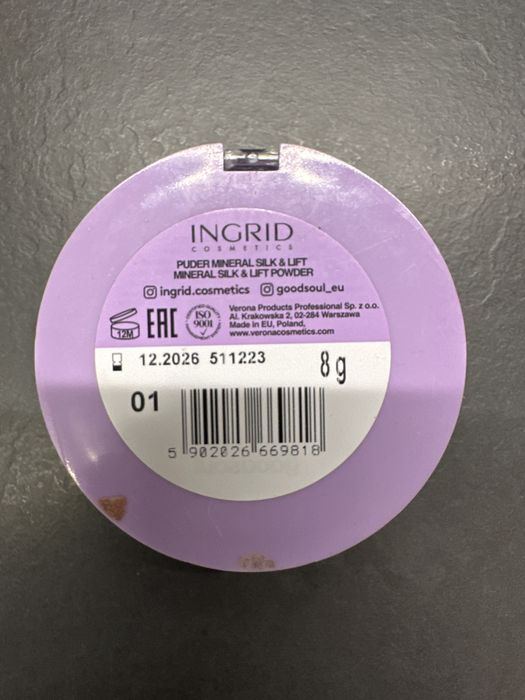 INGRID
COSMETICS
PUDER MINERAL SILK & LIFT
MINERAL SILK & LIFT POWDER
ingrid.cosmetics goodsoul_eu
12M EAC ISO 9001
Verona Products Professional Sp. z o.o.
Al. Krakowska 2, 02-284 Warszawa
Made in EU, Poland.
www.veronacosmetics.com
12.2026 511223
8 g
01
5 902026 669818